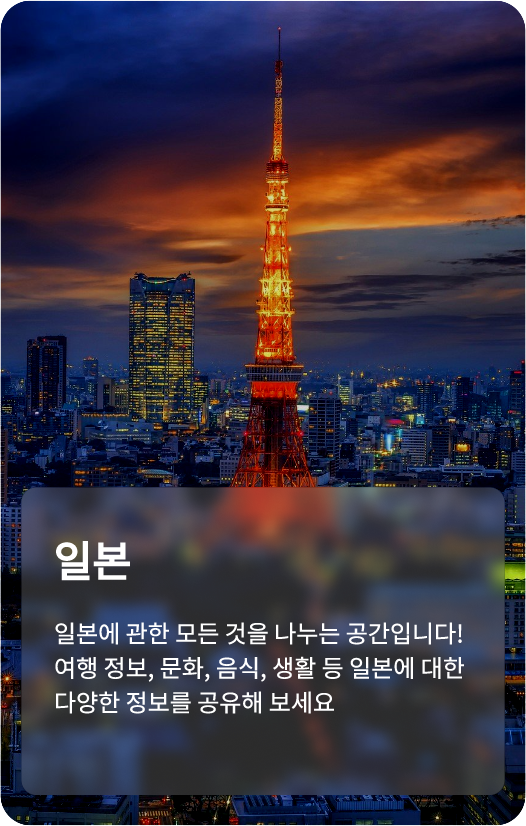 일본
일본에 관한 모든 것을 나누는 공간입니다!
여행 정보, 문화, 음식, 생활 등 일본에 대한
다양한 정보를 공유해 보세요